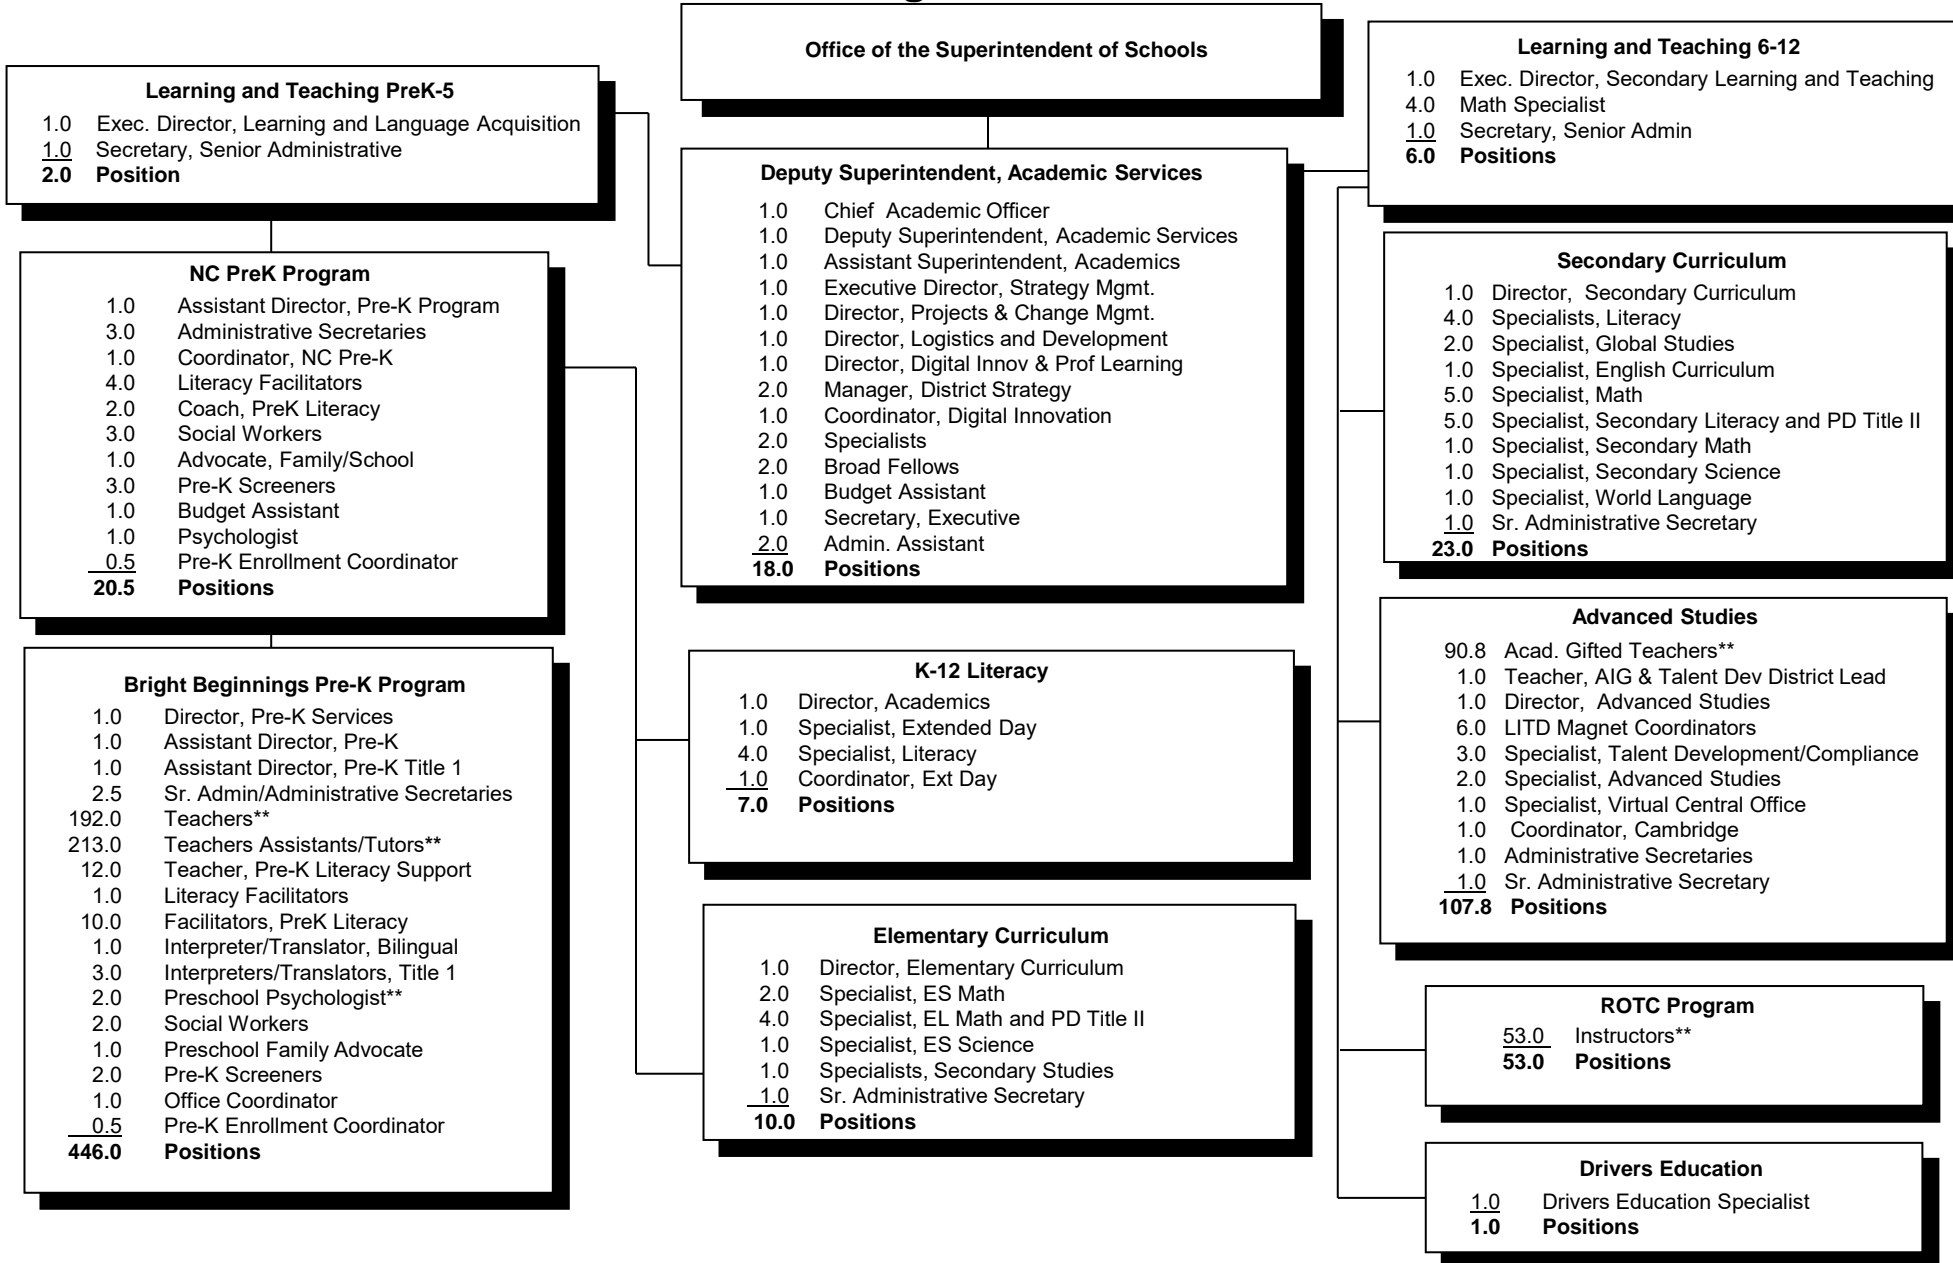 Office of the Superintendent of Schools
Learning and Teaching PreK-5
1.0 Exec. Director, Learning and Language Acquisition
1.0 Secretary, Senior Administrative
2.0 Position
NC PreK Program
1.0 Assistant Director, Pre-K Program
3.0 Administrative Secretaries
1.0 Coordinator, NC Pre-K
4.0 Literacy Facilitators
2.0 Coach, PreK Literacy
3.0 Social Workers
1.0 Advocate, Family/School
3.0 Pre-K Screeners
1.0 Budget Assistant
1.0 Psychologist
0.5 Pre-K Enrollment Coordinator
20.5 Positions
Bright Beginnings Pre-K Program
1.0 Director, Pre-K Services
1.0 Assistant Director, Pre-K
1.0 Assistant Director, Pre-K Title 1
2.5 Sr. Admin/Administrative Secretaries
192.0 Teachers**
213.0 Teachers Assistants/Tutors**
12.0 Teacher, Pre-K Literacy Support
1.0 Literacy Facilitators
10.0 Facilitators, PreK Literacy
1.0 Interpreter/Translator, Bilingual
3.0 Interpreters/Translators, Title 1
2.0 Preschool Psychologist**
2.0 Social Workers
1.0 Preschool Family Advocate
2.0 Pre-K Screeners
1.0 Office Coordinator
0.5 Pre-K Enrollment Coordinator
446.0 Positions
Deputy Superintendent, Academic Services
1.0 Chief Academic Officer
1.0 Deputy Superintendent, Academic Services
1.0 Assistant Superintendent, Academics
1.0 Executive Director, Strategy Mgmt.
1.0 Director, Projects & Change Mgmt.
1.0 Director, Logistics and Development
1.0 Director, Digital Innov & Prof Learning
2.0 Manager, District Strategy
1.0 Coordinator, Digital Innovation
2.0 Specialists
2.0 Broad Fellows
1.0 Budget Assistant
1.0 Secretary, Executive
2.0 Admin. Assistant
18.0 Positions
K-12 Literacy
1.0 Director, Academics
1.0 Specialist, Extended Day
4.0 Specialist, Literacy
1.0 Coordinator, Ext Day
7.0 Positions
Elementary Curriculum
1.0 Director, Elementary Curriculum
2.0 Specialist, ES Math
4.0 Specialist, EL Math and PD Title II
1.0 Specialist, ES Science
1.0 Specialists, Secondary Studies
1.0 Sr. Administrative Secretary
10.0 Positions
Learning and Teaching 6-12
1.0 Exec. Director, Secondary Learning and Teaching
4.0 Math Specialist
1.0 Secretary, Senior Admin
6.0 Positions
Secondary Curriculum
1.0 Director, Secondary Curriculum
4.0 Specialists, Literacy
2.0 Specialist, Global Studies
1.0 Specialist, English Curriculum
5.0 Specialist, Math
5.0 Specialist, Secondary Literacy and PD Title II
1.0 Specialist, Secondary Math
1.0 Specialist, Secondary Science
1.0 Specialist, World Language
1.0 Sr. Administrative Secretary
23.0 Positions
Advanced Studies
90.8 Acad. Gifted Teachers**
1.0 Teacher, AIG & Talent Dev District Lead
1.0 Director, Advanced Studies
6.0 LITD Magnet Coordinators
3.0 Specialist, Talent Development/Compliance
2.0 Specialist, Advanced Studies
1.0 Specialist, Virtual Central Office
1.0 Coordinator, Cambridge
1.0 Administrative Secretaries
1.0 Sr. Administrative Secretary
107.8 Positions
ROTC Program
53.0 Instructors**
53.0 Positions
Drivers Education
1.0 Drivers Education Specialist
1.0 Positions